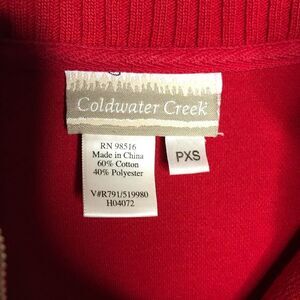 Coldwater Creek
RN 98516
Made in China
60% Cotton
40% Polyester
V#R791/519980
H04072
PXS